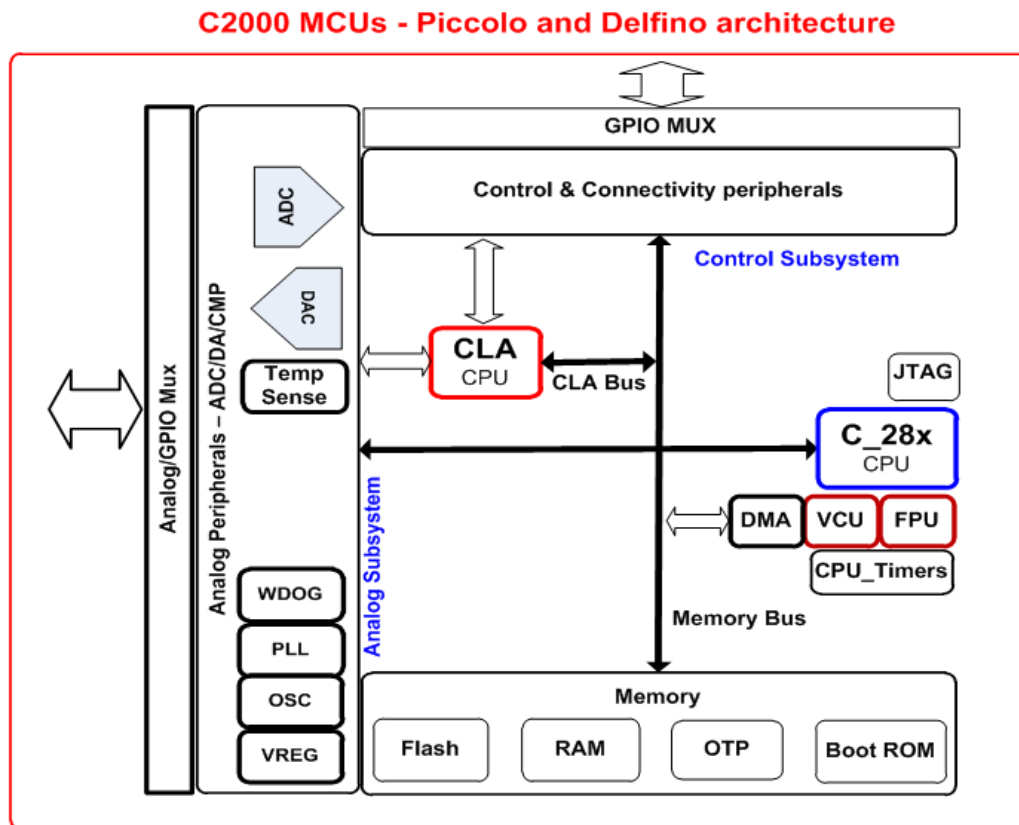 C2000 MCUs - Piccolo and Delfino architecture
GPIO MUX
Control & Connectivity peripherals
Control Subsystem
Analog/GPIO Mux
Analog Peripherals – ADC/DA/CMP
ADC
DAC
Temp
Sense
CLA
CPU
CLA Bus
JTAG
C_28x
CPU
DMA
VCU
FPU
CPU_Timers
Analog Subsystem
WDOG
PLL
OSC
VREG
Memory Bus
Memory
Flash
RAM
OTP
Boot ROM